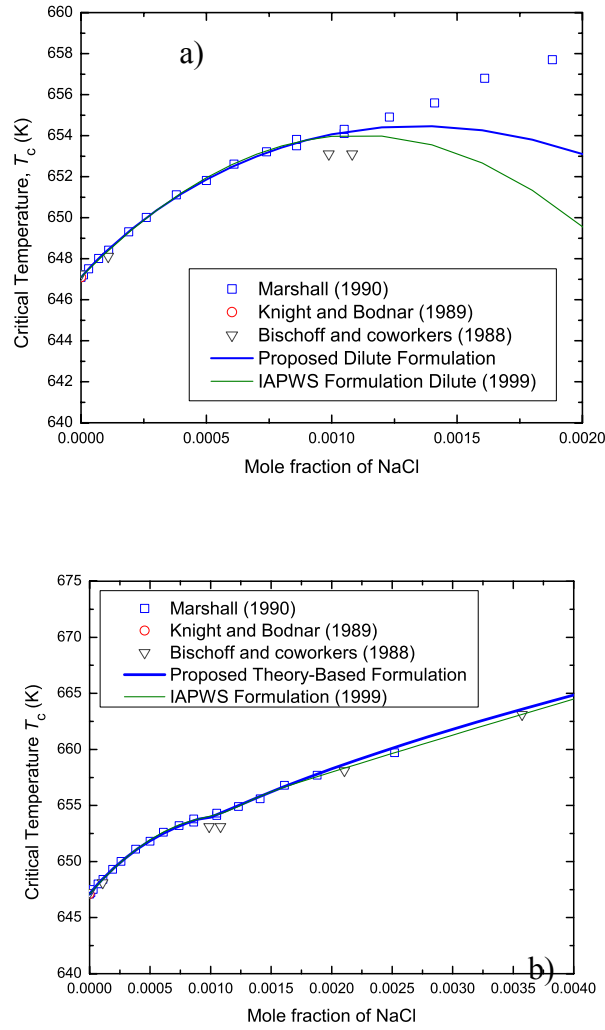 660
658
656
654
652
650
648
646
644
642
640
Critical Temperature, Tc (K)
a)
Marshall (1990)
Knight and Bodnar (1989)
Bischoff and coworkers (1988)
Proposed Dilute Formulation
IAPWS Formulation Dilute (1999)
0.0000 0.0005 0.0010 0.0015 0.0020
Mole fraction of NaCl
675
670
665
660
655
650
645
640
Critical Temperature Tc (K)
Marshall (1990)
Knight and Bodnar (1989)
Bischoff and coworkers (1988)
Proposed Theory-Based Formulation
IAPWS Formulation (1999)
b)
0.0000 0.0005 0.0010 0.0015 0.0020 0.0025 0.0030 0.0035 0.0040
Mole fraction of NaCl